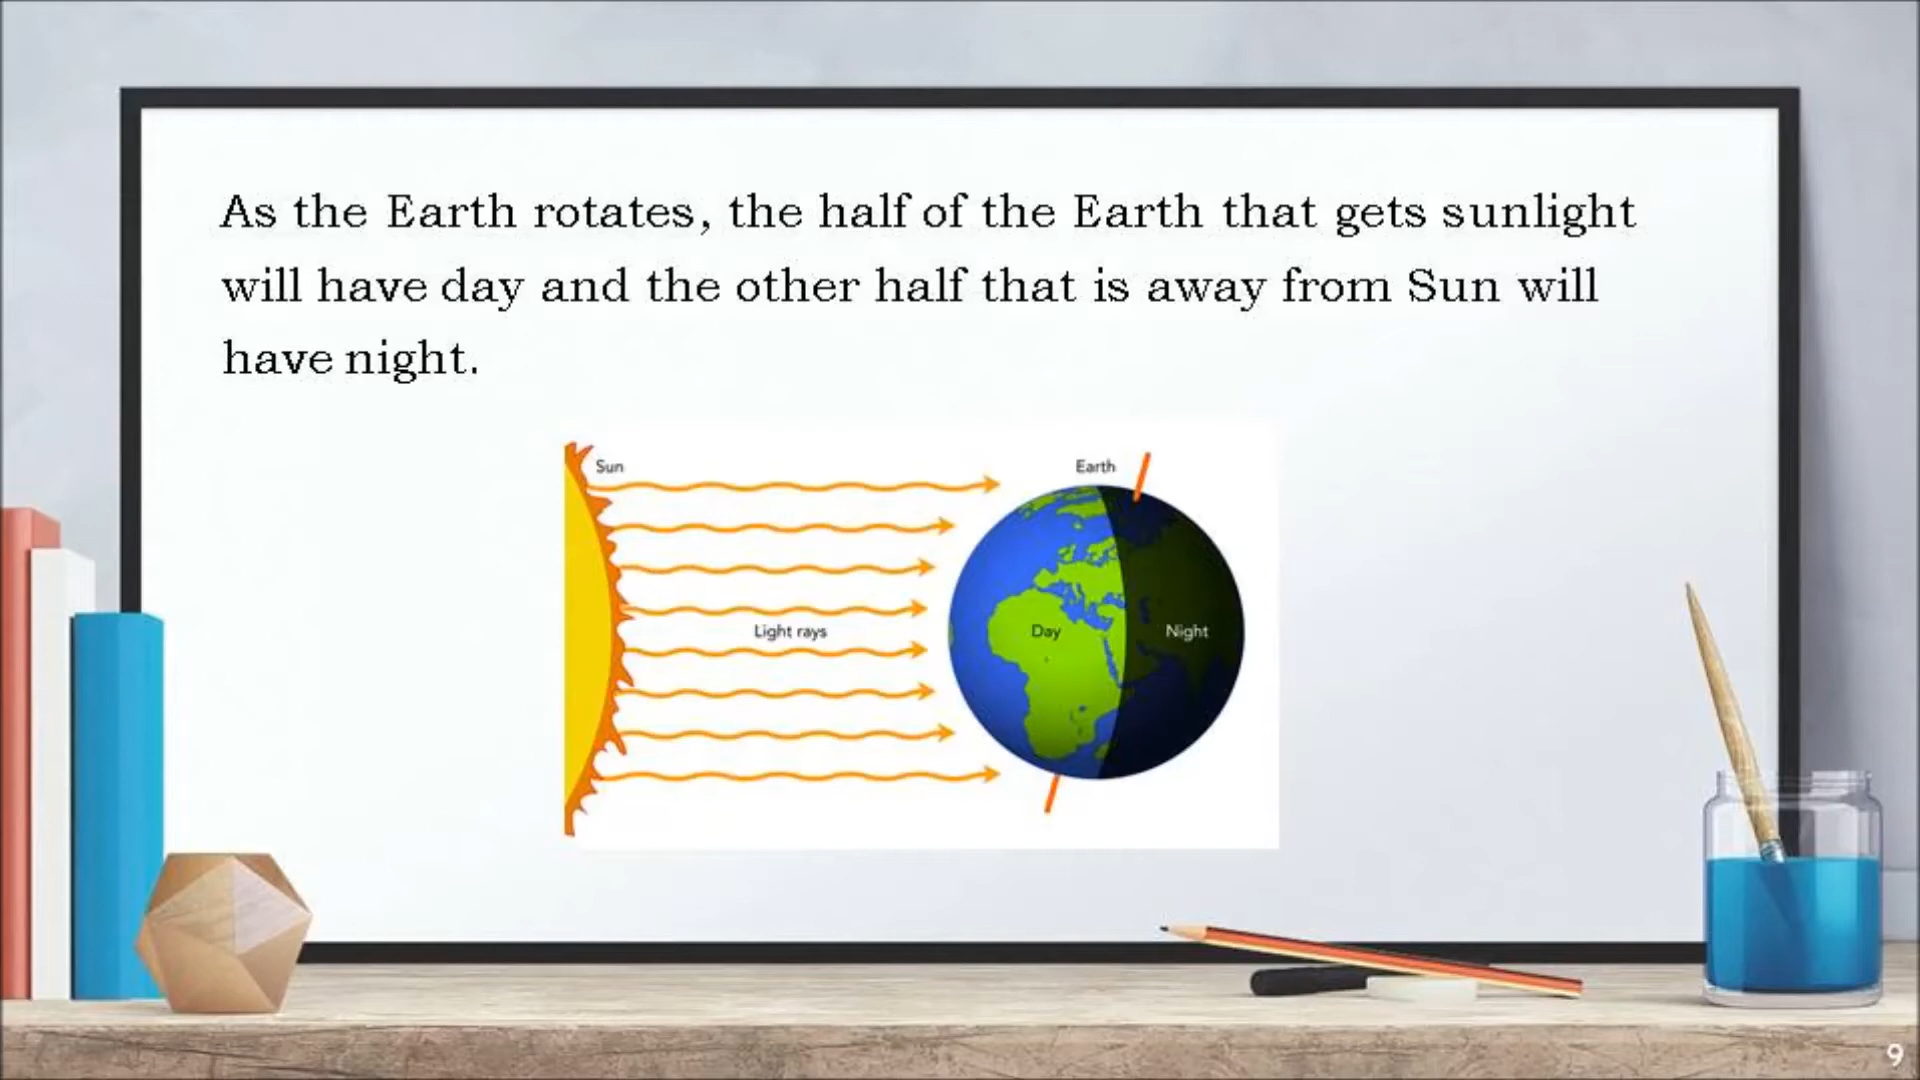 As the Earth rotates, the half of the Earth that gets sunlight
will have day and the other half that is away from Sun will
have night.
Sun
Earth
Light rays
Day
Night
9